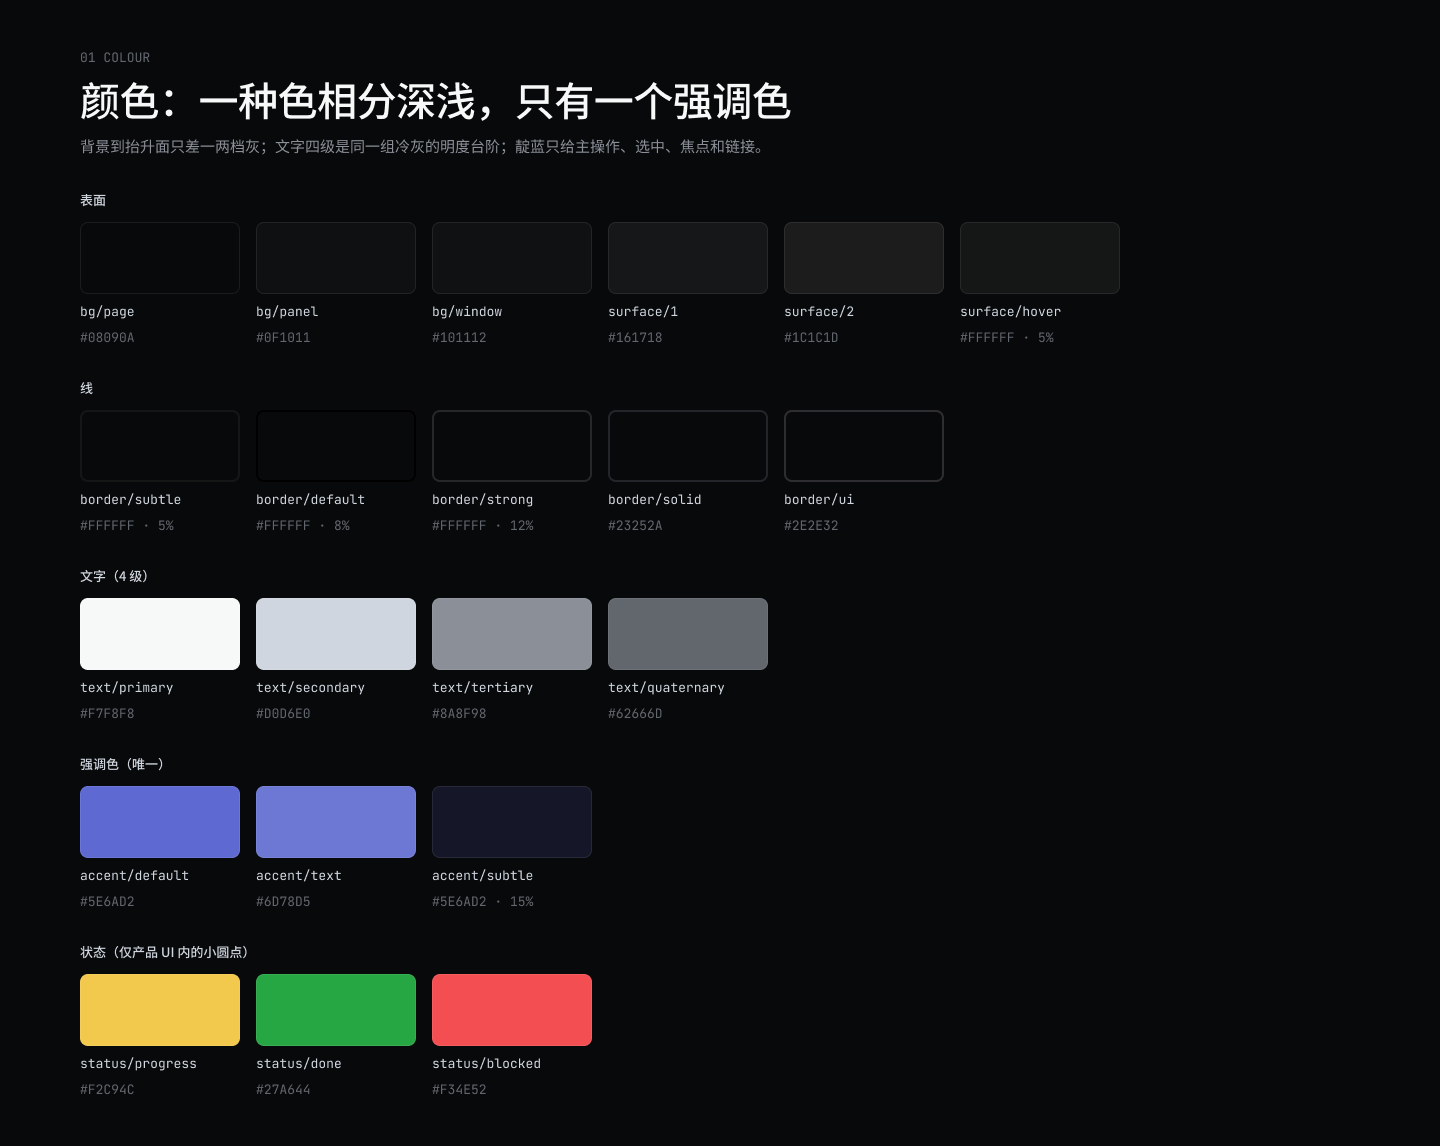 01 COLOUR
颜色：一种色相分深浅，只有一个强调色
背景到抬升面只差一两档灰；文字四级是同一组冷灰的明度台阶；靛蓝只给主操作、选中、焦点和链接。
表面
bg/page bg/panel bg/window surface/1 surface/2 surface/hover
#08090A #0F1011 #101112 #161718 #1C1C1D #FFFFFF · 5%
线
border/subtle border/default border/strong border/solid border/ui
#FFFFFF · 5% #FFFFFF · 8% #FFFFFF · 12% #23252A #2E2E32
文字（4 级）
text/primary text/secondary text/tertiary text/quaternary
#F7F8F8 #D0D6E0 #8A8F98 #62666D
强调色（唯一）
accent/default accent/text accent/subtle
#5E6AD2 #6D78D5 #5E6AD2 · 15%
状态（仅产品 UI 内的小圆点）
status/progress status/done status/blocked
#F2C94C #27A644 #F34E52